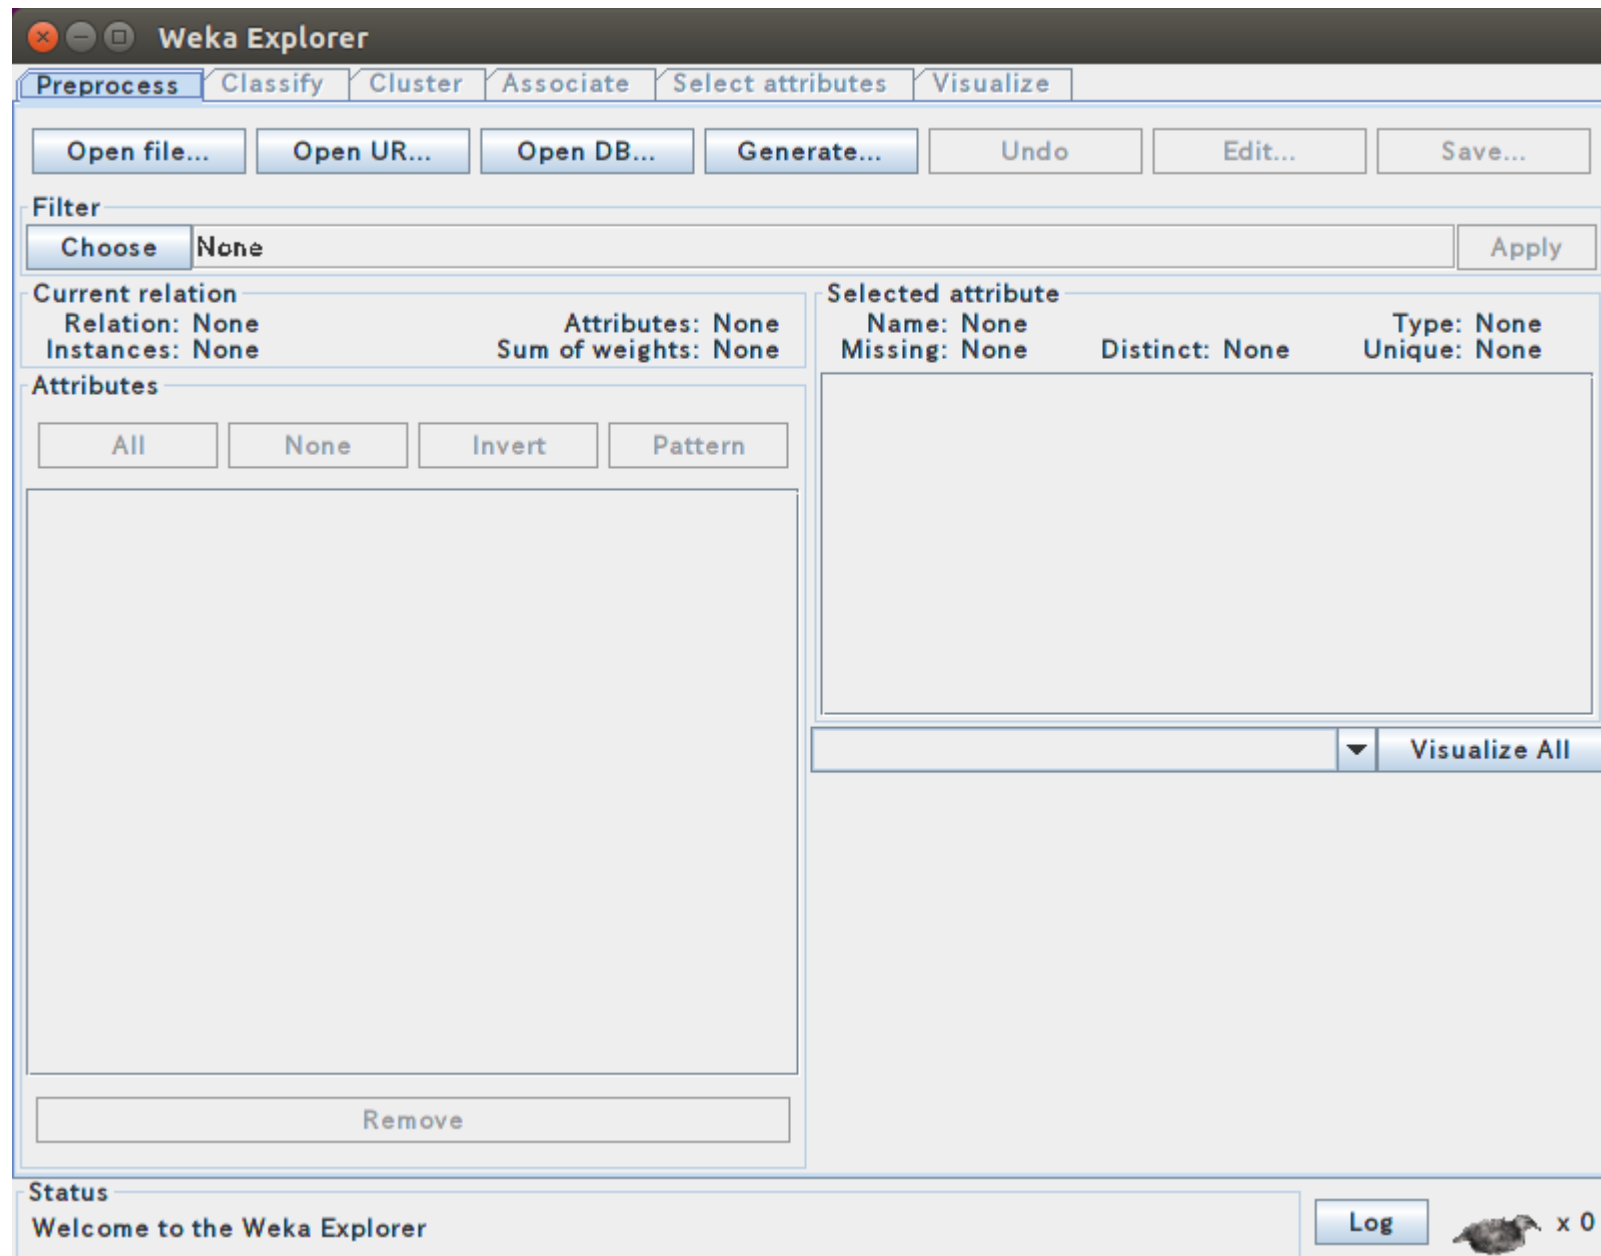 Weka Explorer
Preprocess Classify Cluster Associate Select attributes Visualize
Open file... Open UR... Open DB... Generate... Undo Edit... Save...
Filter
Choose None Apply
Current relation
Relation: None Attributes: None
Instances: None Sum of weights: None
Selected attribute
Name: None Type: None
Missing: None Distinct: None Unique: None
Attributes
All None Invert Pattern
Visualize All
Remove
Status
Welcome to the Weka Explorer
Log x 0